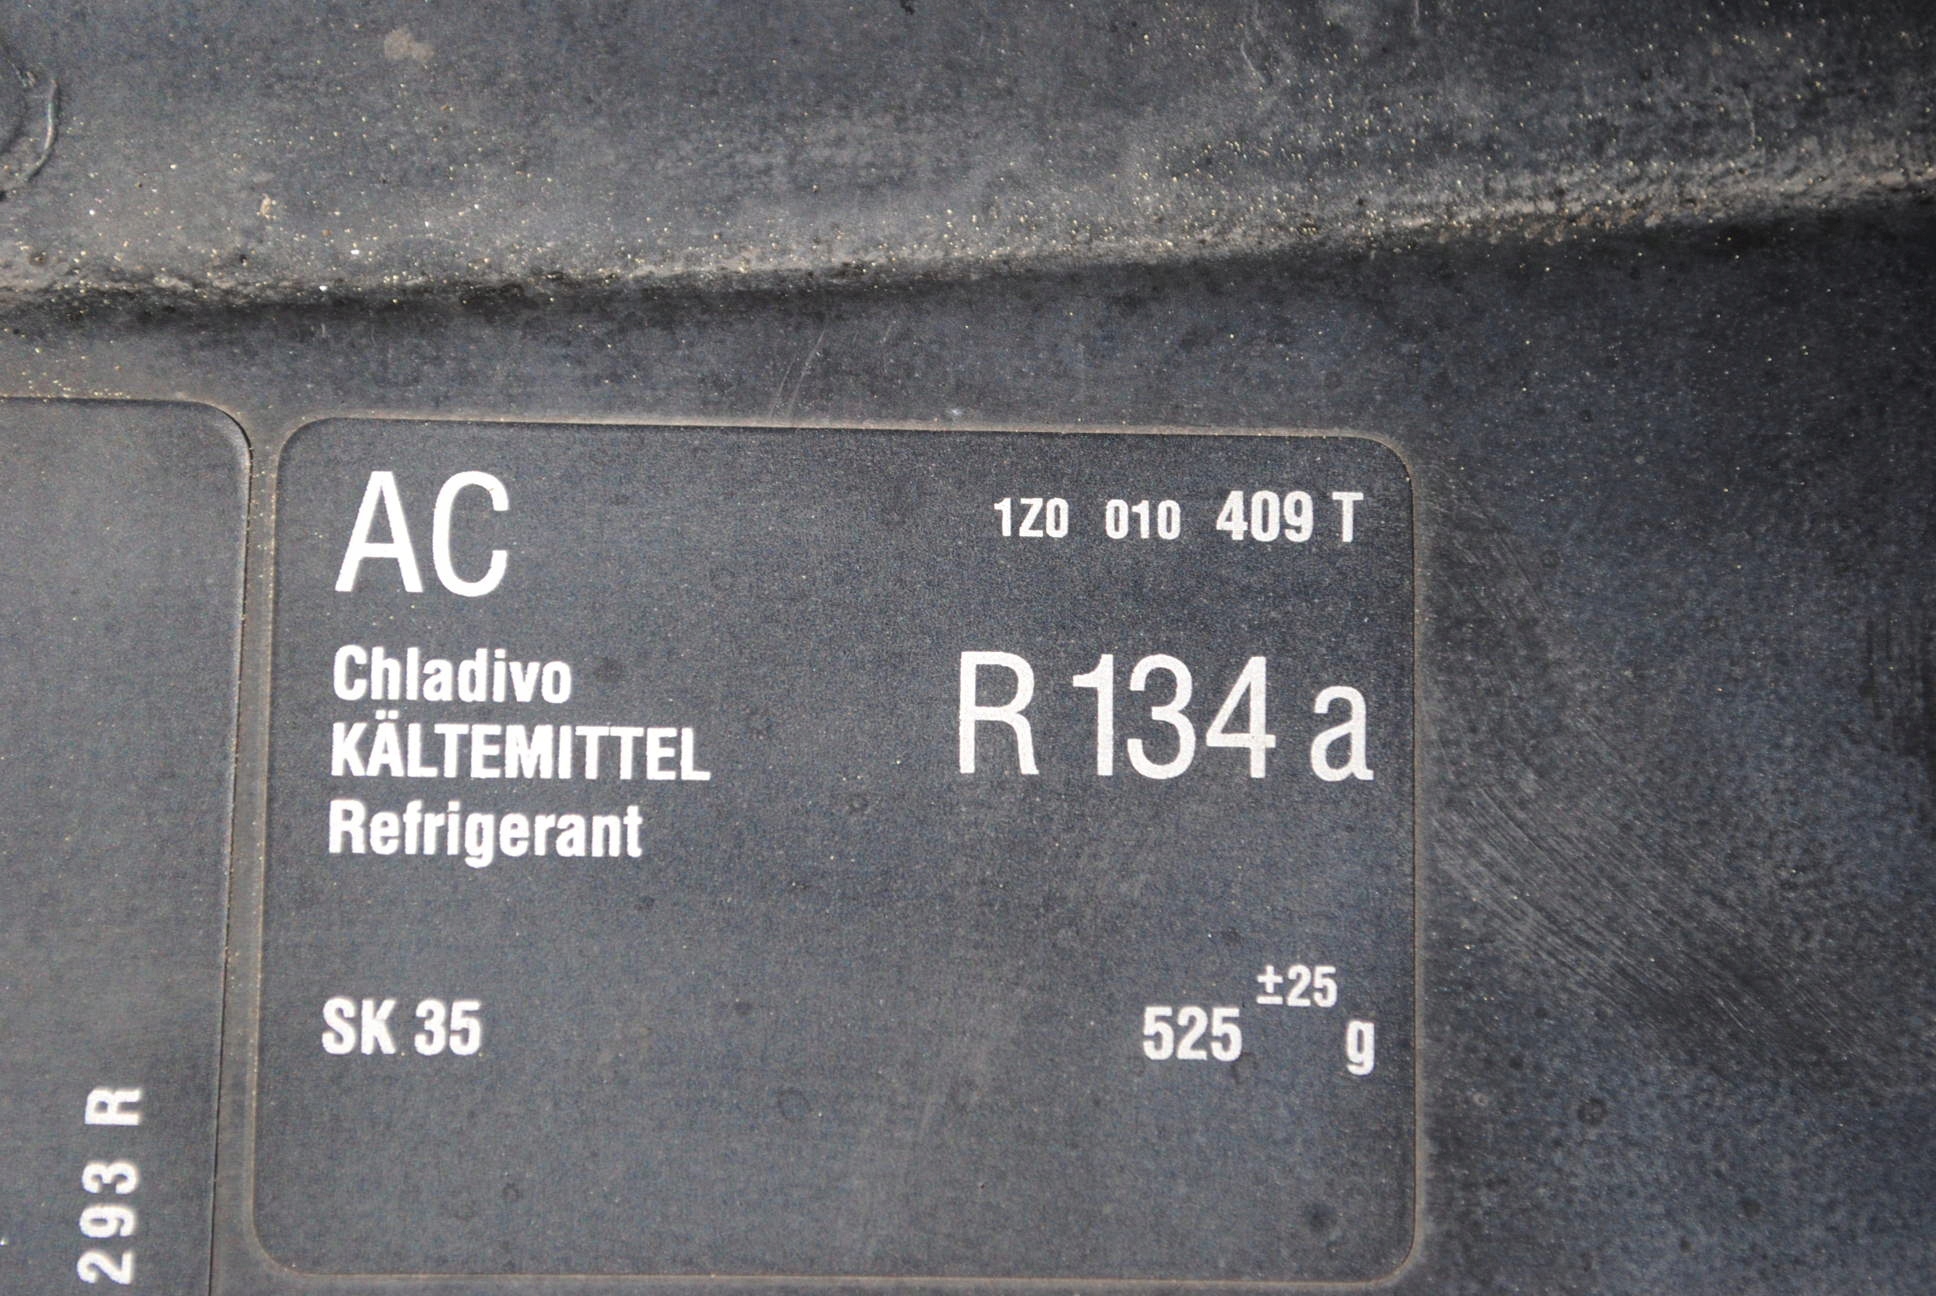 AC
1Z0 010 409 T
Chladivo
KÄLTEMITTEL
Refrigerant
R 134 a
SK 35
525 ±25 g
293 R